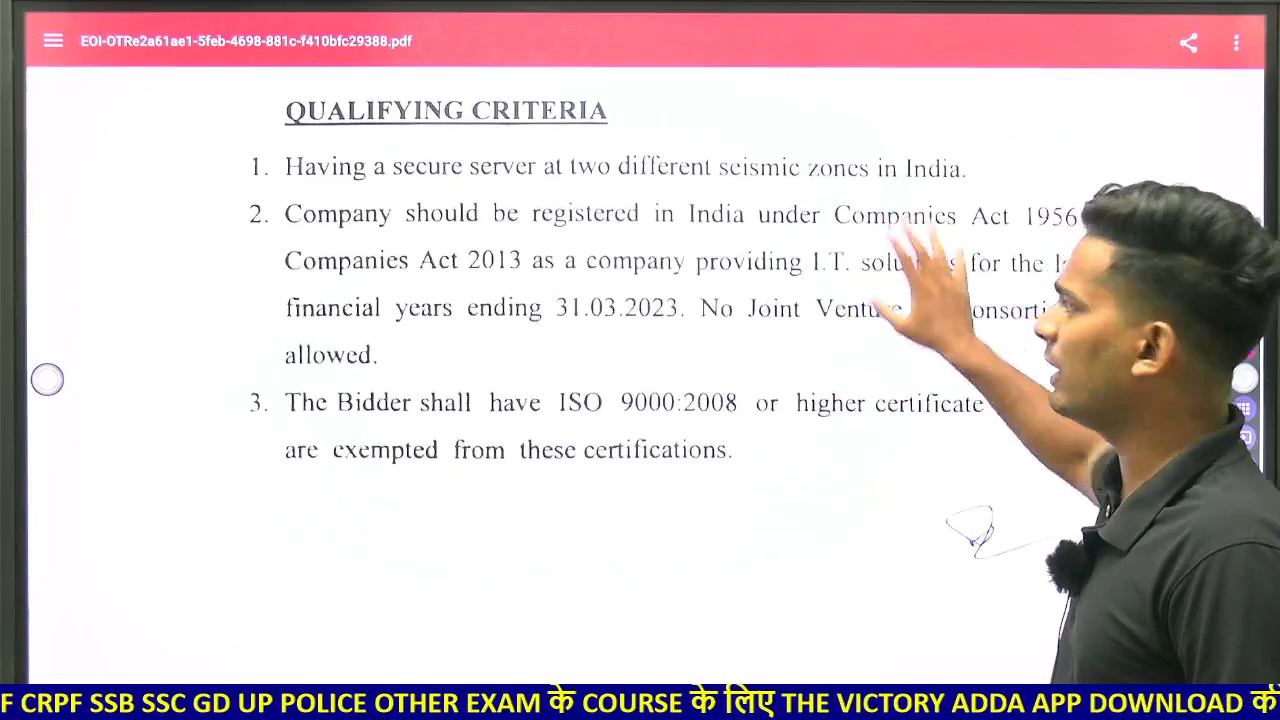 EOI-OTRe2a61ae1-5feb-4698-881c-f410bfc29388.pdf
QUALIFYING CRITERIA
1. Having a secure server at two different seismic zones in India.
2. Company should be registered in India under Companies Act 1956
Companies Act 2013 as a company providing I.T. for the
financial years ending 31.03.2023. No Joint
allowed.
3. The Bidder shall have ISO 9000:2008 or higher certificate
are exempted from these certifications.
F CRPF SSB SSC GD UP POLICE OTHER EXAM के COURSE के लिए THE VICTORY ADDA APP DOWNLOAD की